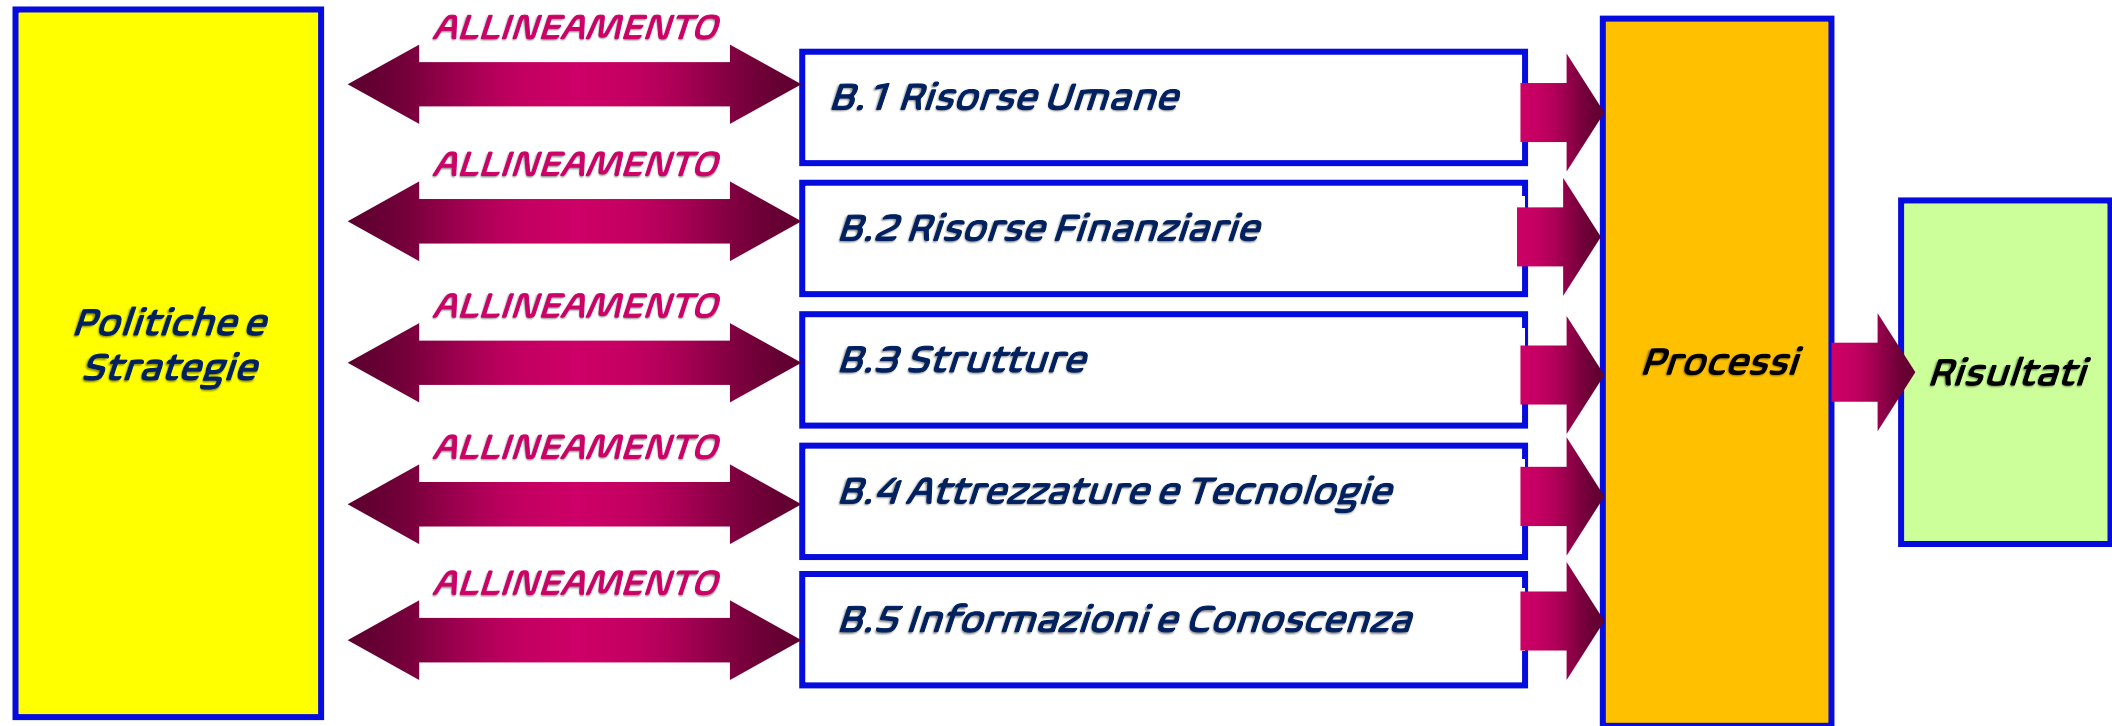 Politiche e
Strategie
ALLINEAMENTO
B.1 Risorse Umane
ALLINEAMENTO
B.2 Risorse Finanziarie
ALLINEAMENTO
B.3 Strutture
ALLINEAMENTO
B.4 Attrezzature e Tecnologie
ALLINEAMENTO
B.5 Informazioni e Conoscenza
Processi
Risultati